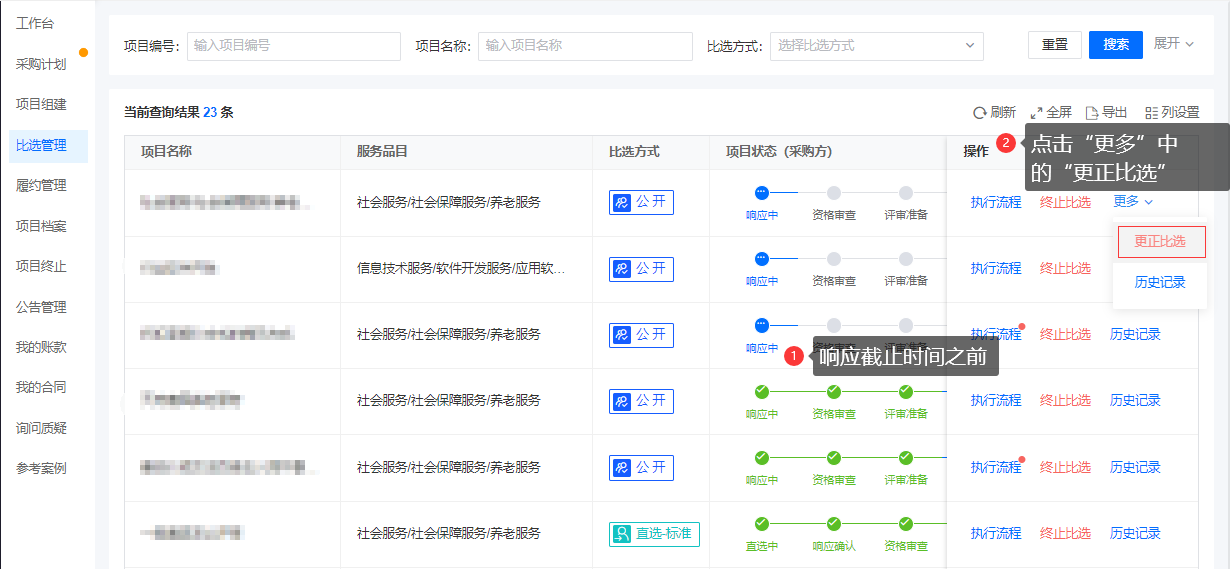 工作台
采购计划
项目组建
比选管理
履约管理
项目档案
项目终止
公告管理
我的账款
我的合同
询问质疑
参考案例
项目编号： 输入项目编号 项目名称： 输入项目名称 比选方式： 选择比选方式 重置 搜索 展开
当前查询结果 23 条 刷新 全屏 导出 列设置
项目名称 服务品目 比选方式 项目状态（采购方） 操作
2 点击“更多”中
的“更正比选”
社会服务/社会保障服务/养老服务 公开 响应中 资格审查 评审准备 执行流程 终止比选 更多
更正比选
历史记录
信息技术服务/软件开发服务/应用软... 公开 响应中 资格审查 评审准备 执行流程 终止比选
社会服务/社会保障服务/养老服务 公开 响应中 执行流程 终止比选 历史记录
1 响应截止时间之前
社会服务/社会保障服务/养老服务 公开 响应中 资格审查 评审准备 执行流程 终止比选 历史记录
社会服务/社会保障服务/养老服务 公开 响应中 资格审查 评审准备 执行流程 终止比选 历史记录
社会服务/社会保障服务/养老服务 直选-标准 直选中 响应确认 资格审查 执行流程 终止比选 历史记录